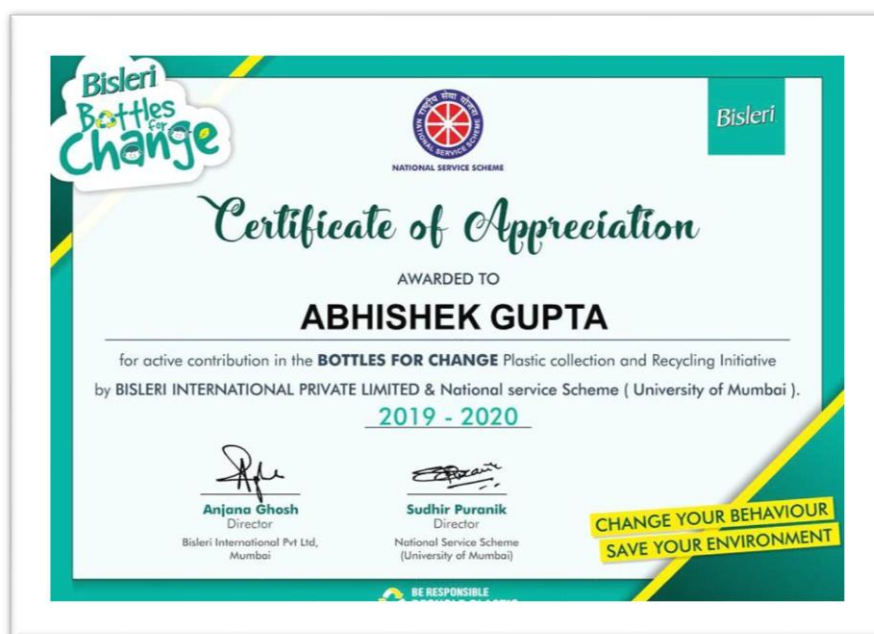 Bisleri
Bottles
for
Change
राष्ट्रीय सेवा योजना
NATIONAL SERVICE
NATIONAL SERVICE SCHEME
Bisleri
Certificate of Appreciation
AWARDED TO
ABHISHEK GUPTA
for active contribution in the BOTTLES FOR CHANGE Plastic collection and Recycling Initiative
by BISLERI INTERNATIONAL PRIVATE LIMITED & National service Scheme ( University of Mumbai ).
2019 - 2020
Anjana Ghosh
Director
Bisleri International Pvt Ltd,
Mumbai
Sudhir Puranik
Director
National Service Scheme
(University of Mumbai)
CHANGE YOUR BEHAVIOUR
SAVE YOUR ENVIRONMENT
BE RESPONSIBLE